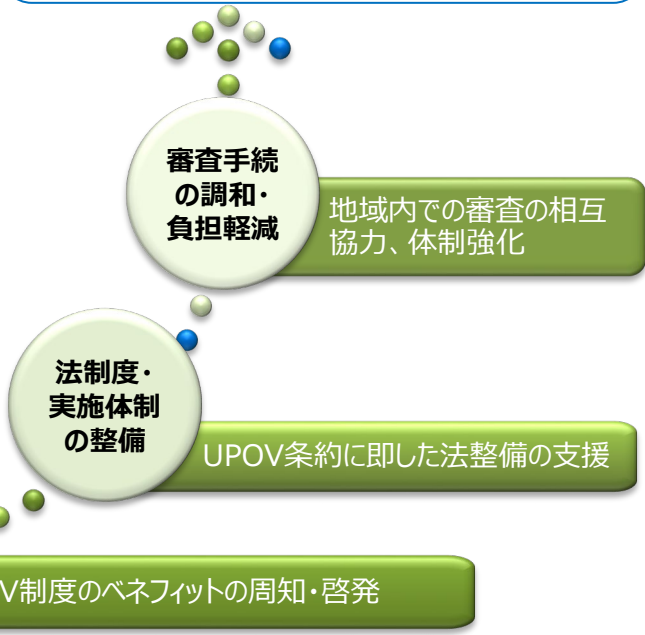 審査手続
の調和・
負担軽減
地域内での審査の相互
協力、体制強化
法制度・
実施体制
の整備
UPOV条約に即した法整備の支援
V制度のベネフィットの周知・啓発